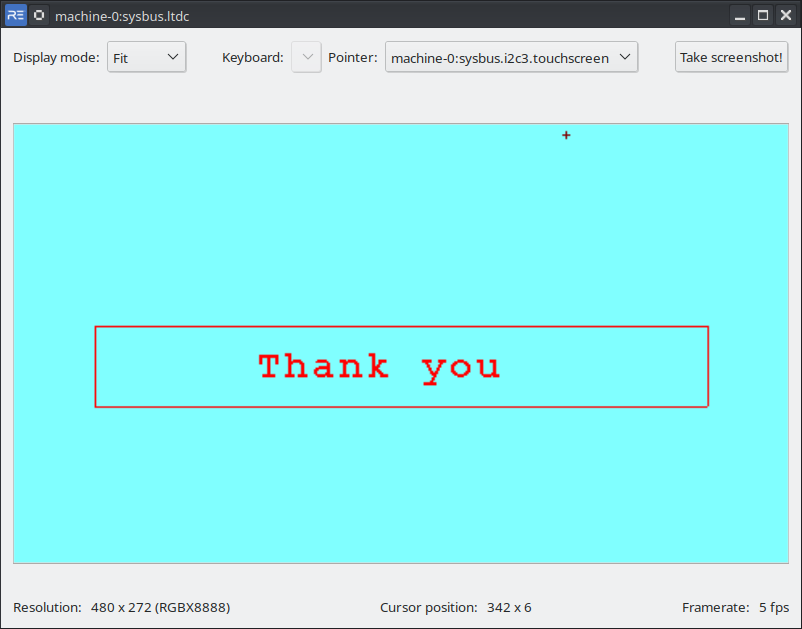 RE machine-0:sysbus.ltdc
Display mode: Fit Keyboard: Pointer: machine-0:sysbus.i2c3.touchscreen Take screenshot!
Thank you
Resolution: 480 x 272 (RGBX8888) Cursor position: 342 x 6 Framerate: 5 fps